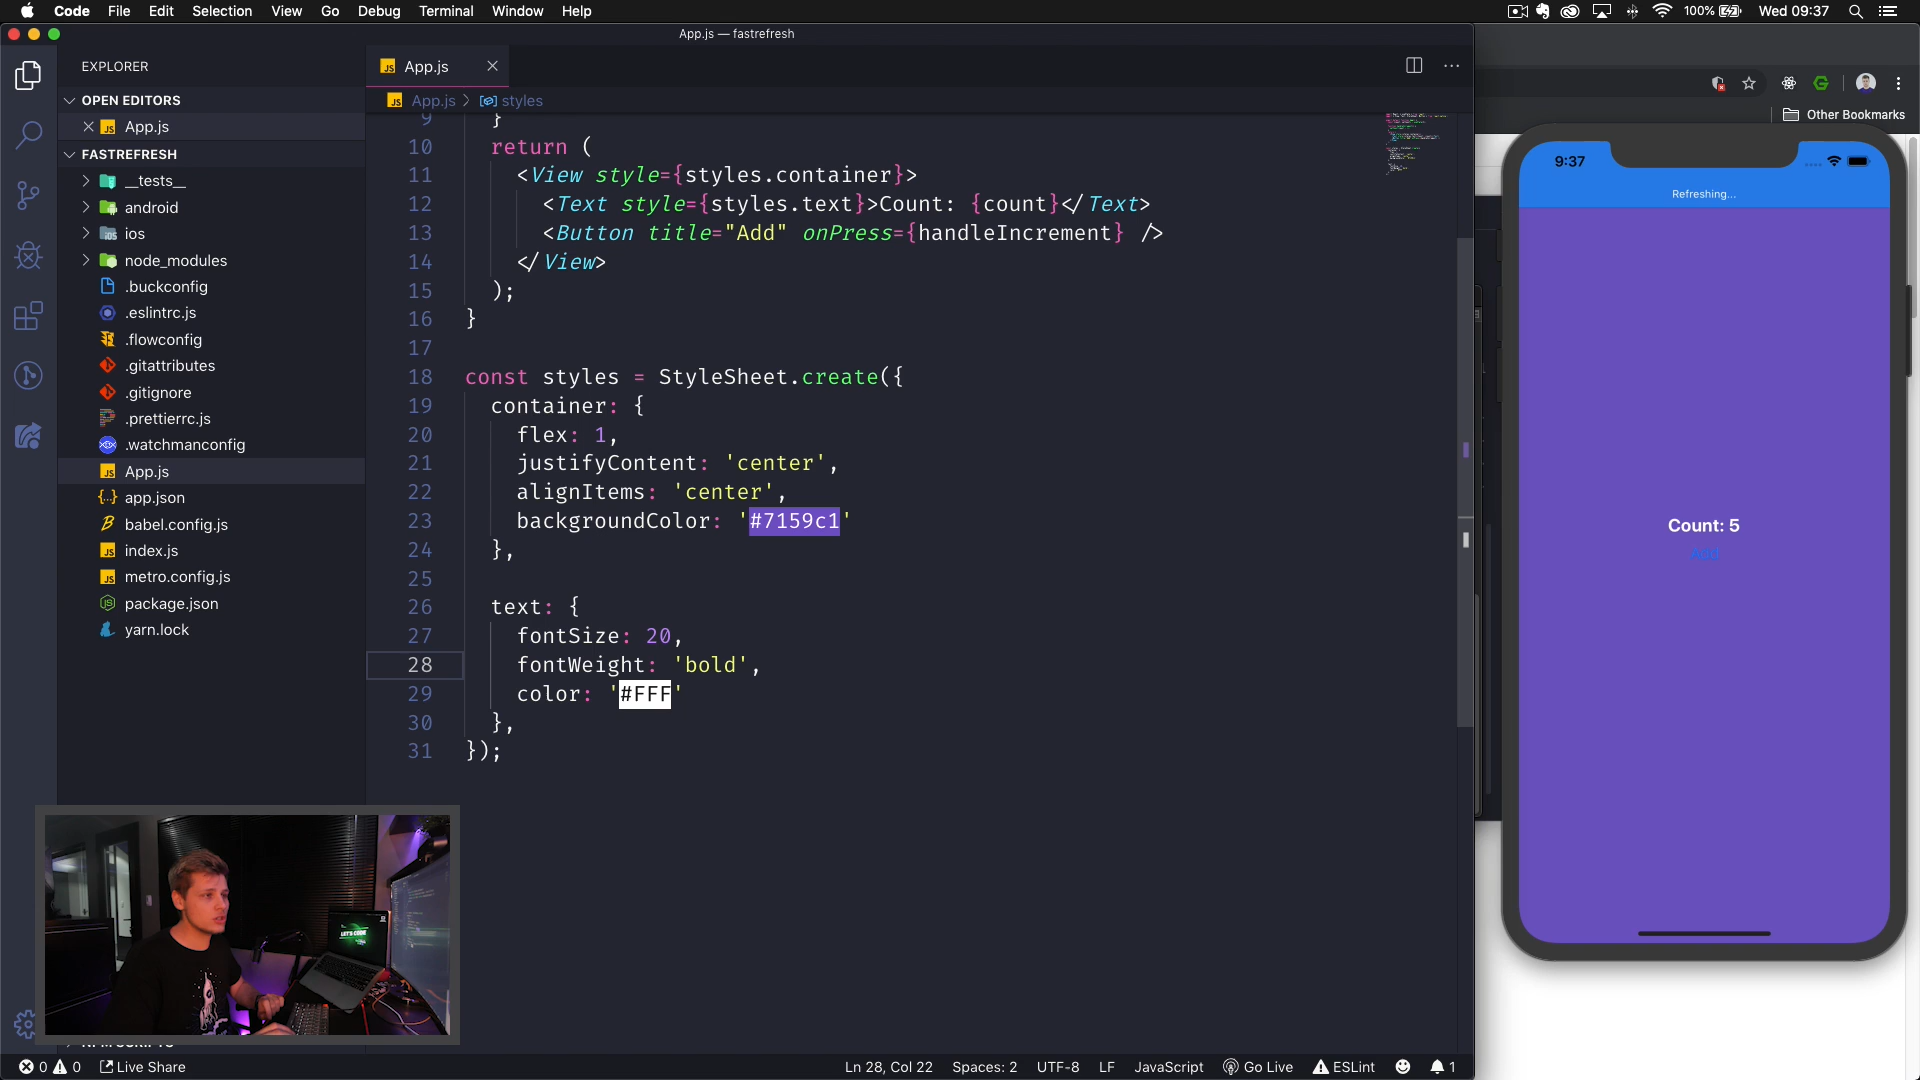 Code File Edit Selection View Go Debug Terminal Window Help
100% Wed 09:37
App.js — fastrefresh
EXPLORER
OPEN EDITORS
App.js
FASTREFRESH
__tests__
android
ios
node_modules
.buckconfig
.eslintrc.js
.flowconfig
.gitattributes
.gitignore
.prettierrc.js
.watchmanconfig
App.js
app.json
babel.config.js
index.js
metro.config.js
package.json
yarn.lock
App.js
App.js > styles
9 }
10 return (
11 <View style={styles.container}>
12 <Text style={styles.text}>Count: {count}</Text>
13 <Button title="Add" onPress={handleIncrement} />
14 </View>
15 );
16 }
17
18 const styles = StyleSheet.create({
19 container: {
20 flex: 1,
21 justifyContent: 'center',
22 alignItems: 'center',
23 backgroundColor: '#7159c1'
24 },
25
26 text: {
27 fontSize: 20,
28 fontWeight: 'bold',
29 color: '#FFF'
30 },
31 });
Other Bookmarks
9:37
Refreshing...
Count: 5
Add
LET'S CODE
0 0 Live Share
Ln 28, Col 22 Spaces: 2 UTF-8 LF JavaScript Go Live ESLint 1